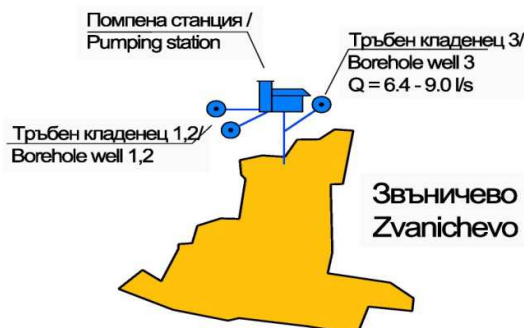 Помпена станция /
Pumping station
Тръбен кладенец 3/
Borehole well 3
Q = 6.4 - 9.0 l/s
Тръбен кладенец 1,2/
Borehole well 1,2
Звъничево
Zvanichevo